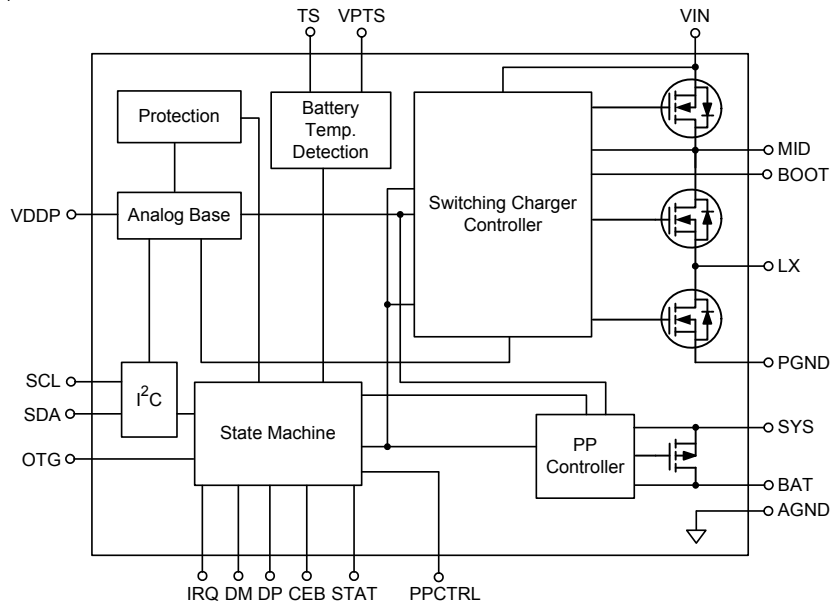 TS VPTS VIN
Protection
Battery
Temp.
Detection
MID
BOOT
Switching Charger
Controller
VDDP
Analog Base
LX
PGND
SCL
I²C
SDA
State Machine
OTG
PP
Controller
SYS
BAT
AGND
IRQ DM DP CEB STAT PPCTRL